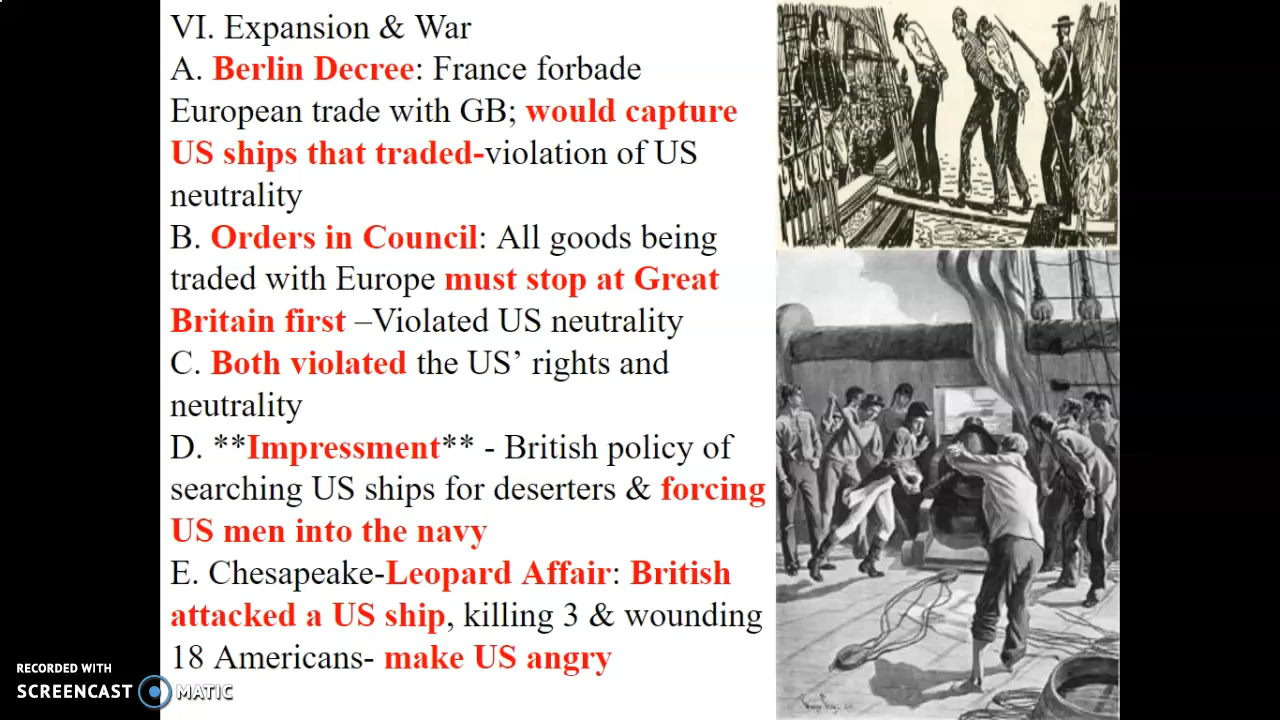 VI. Expansion & War
A. Berlin Decree: France forbade
European trade with GB; would capture
US ships that traded-violation of US
neutrality
B. Orders in Council: All goods being
traded with Europe must stop at Great
Britain first –Violated US neutrality
C. Both violated the US’ rights and
neutrality
D. **Impressment** - British policy of
searching US ships for deserters & forcing
US men into the navy
E. Chesapeake-Leopard Affair: British
attacked a US ship, killing 3 & wounding
18 Americans- make US angry
RECORDED WITH
SCREENCAST MATIC